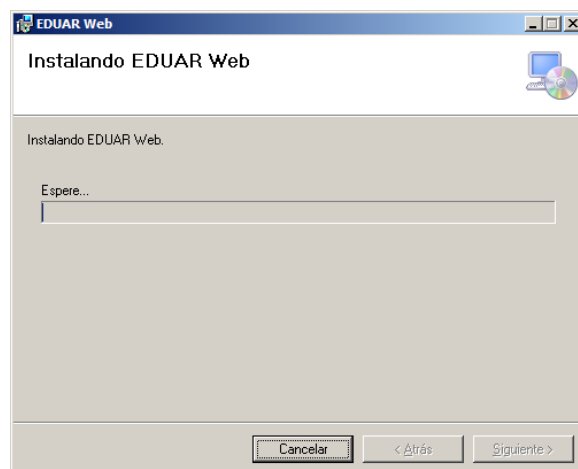 EDUAR Web
Instalando EDUAR Web
Instalando EDUAR Web.
Espere...
Cancelar
< Atrás
Siguiente >